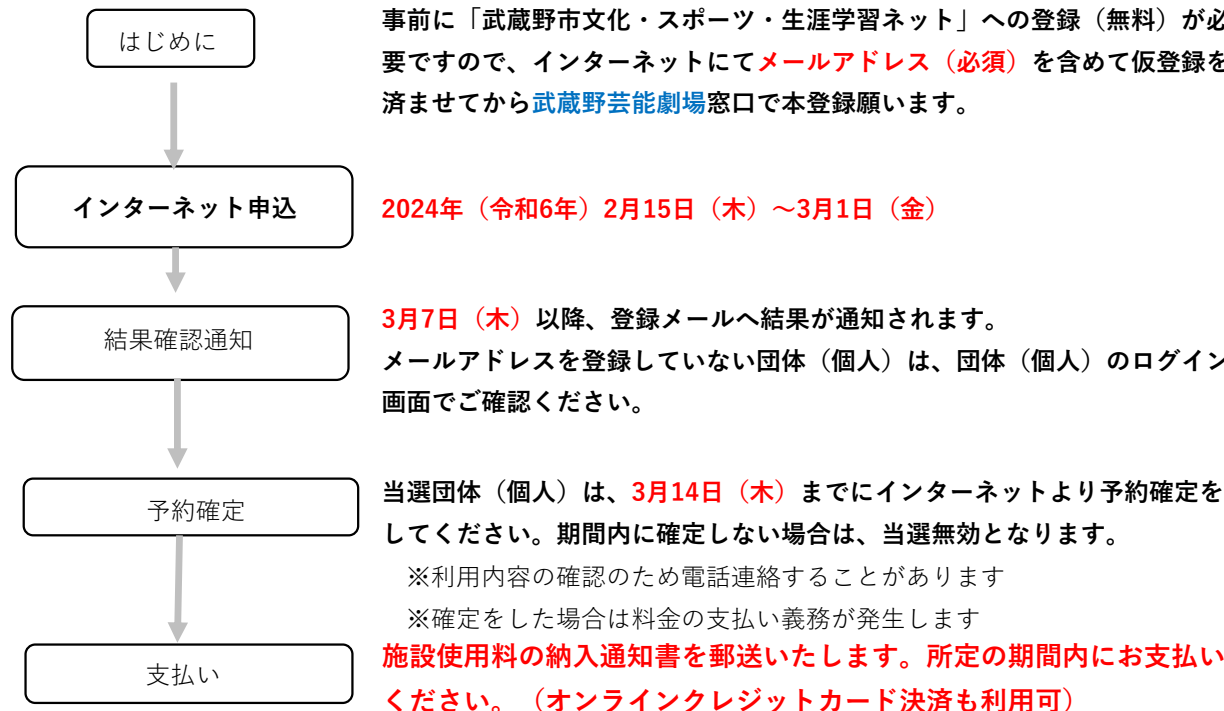 はじめに
事前に「武蔵野市文化・スポーツ・生涯学習ネット」への登録（無料）が必
要ですので、インターネットにてメールアドレス（必須）を含めて仮登録を
済ませてから武蔵野芸能劇場窓口で本登録願います。
インターネット申込
2024年（令和6年）2月15日（木）～3月1日（金）
結果確認通知
3月7日（木）以降、登録メールへ結果が通知されます。
メールアドレスを登録していない団体（個人）は、団体（個人）のログイン
画面でご確認ください。
予約確定
当選団体（個人）は、3月14日（木）までにインターネットより予約確定を
してください。期間内に確定しない場合は、当選無効となります。
※利用内容の確認のため電話連絡することがあります
※確定をした場合は料金の支払い義務が発生します
支払い
施設使用料の納入通知書を郵送いたします。所定の期間内にお支払い
ください。（オンラインクレジットカード決済も利用可）